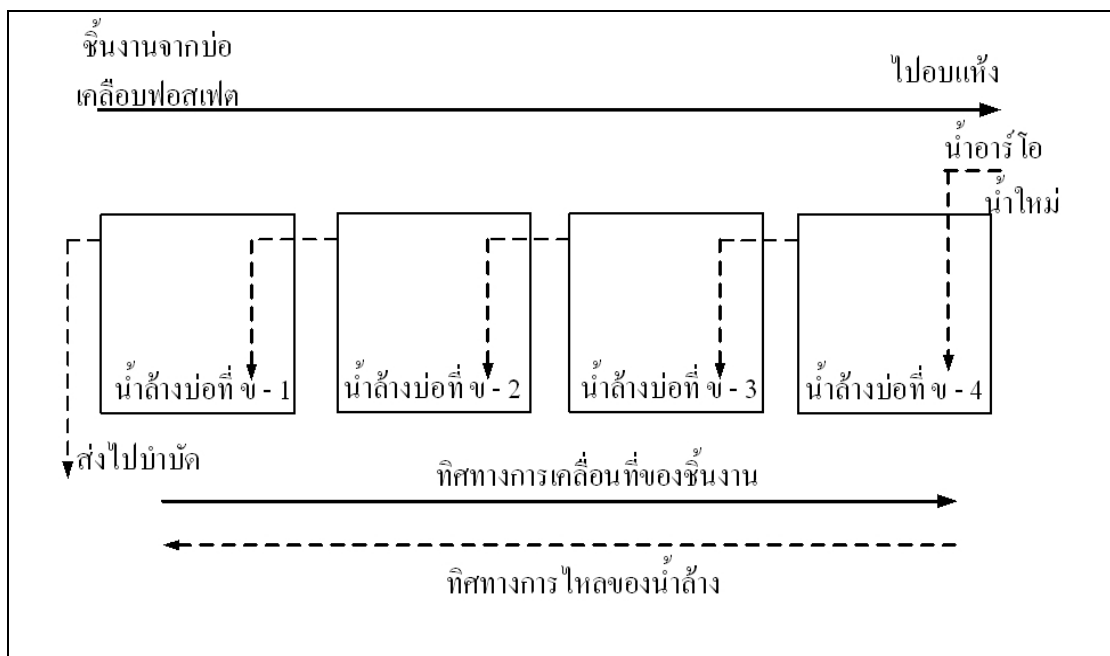 ชิ้นงานจากบ่อ
เคลือบฟอสเฟต
ไปอบแห้ง
น้ำอาร์โอ
น้ำใหม่
น้ำล้างบ่อที่ ข - 1
น้ำล้างบ่อที่ ข - 2
น้ำล้างบ่อที่ ข - 3
น้ำล้างบ่อที่ ข - 4
ส่งไปบำบัด
ทิศทางการเคลื่อนที่ของชิ้นงาน
ทิศทางการไหลของน้ำล้าง